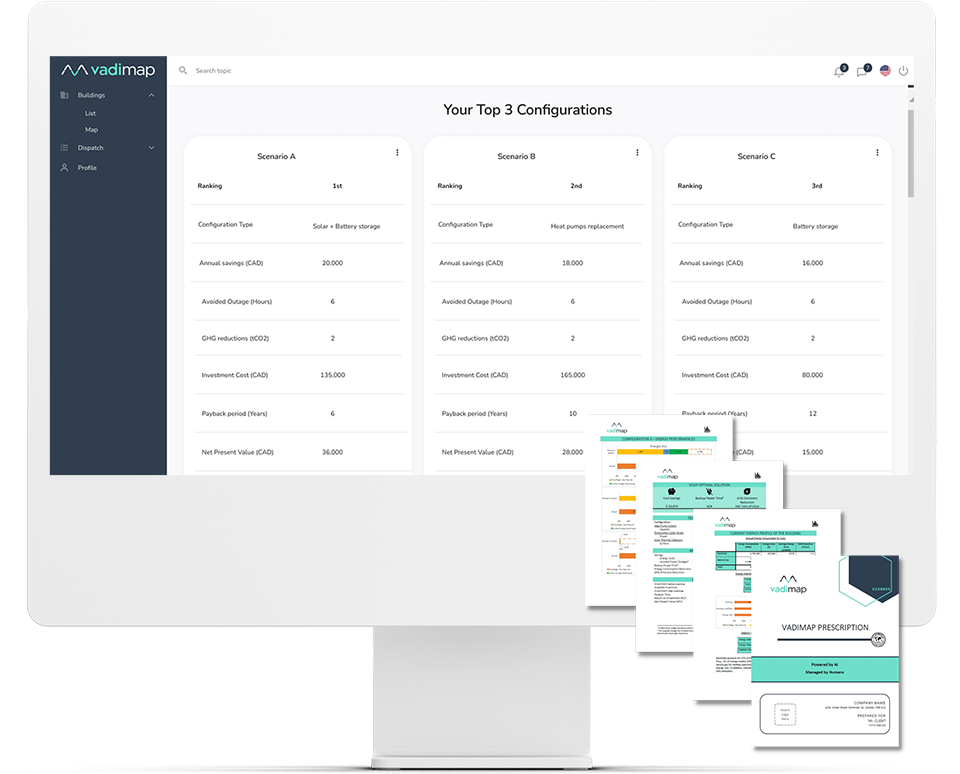 vadimap
Search topic
3
7
Buildings
List
Map
Dispatch
Profile
Your Top 3 Configurations
Scenario A
Ranking 1st
Configuration Type Solar + Battery storage
Annual savings (CAD) 20,000
Avoided Outage (Hours) 6
GHG reductions (tCO2) 2
Investment Cost (CAD) 135,000
Payback period (Years) 6
Net Present Value (CAD) 36,000
Scenario B
Ranking 2nd
Configuration Type Heat pumps replacement
Annual savings (CAD) 18,000
Avoided Outage (Hours) 6
GHG reductions (tCO2) 2
Investment Cost (CAD) 165,000
Payback period (Years) 10
Net Present Value (CAD) 28,000
Scenario C
Ranking 3rd
Configuration Type Battery storage
Annual savings (CAD) 16,000
Avoided Outage (Hours) 6
GHG reductions (tCO2) 2
Investment Cost (CAD) 80,000
Payback period (Years) 12
15,000
vadimap
CONFIGURATION A – ENERGY PERFORMANCES
vadimap
YOUR OPTIMAL SOLUTION
vadimap
CURRENT ENERGY PROFILE OF THE BUILDING
vadimap
VADIMAP PRESCRIPTION
Powered by AI
Managed by Humans
COMPANY NAME
PREPARED FOR
Mr. CLIENT